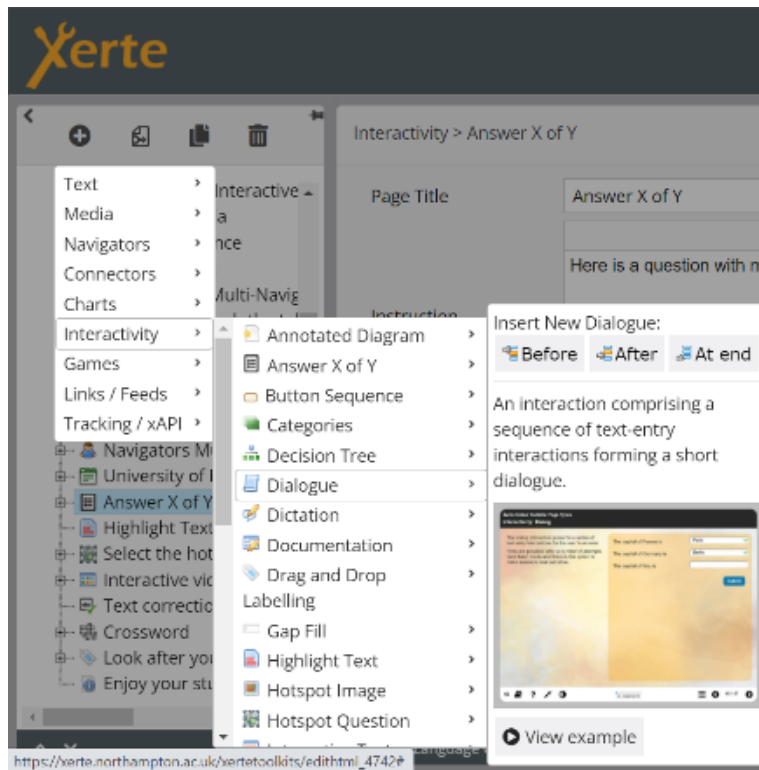 Xerte
Interactivity > Answer X of Y
Text
Media
Navigators
Connectors
Charts
Interactivity
Games
Links / Feeds
Tracking / xAPI
Interactive
a
nce
Multi-Navig
Page Title
Answer X of Y
Here is a question with m
Instruction
Navigators M
University of
Answer X of Y
Highlight Text
Select the hot
Interactive vid
Text correctio
Crossword
Look after you
Enjoy your stu
Annotated Diagram
Answer X of Y
Button Sequence
Categories
Decision Tree
Dialogue
Dictation
Documentation
Drag and Drop
Labelling
Gap Fill
Highlight Text
Hotspot Image
Hotspot Question
Insert New Dialogue:
Before After At end
An interaction comprising a
sequence of text-entry
interactions forming a short
dialogue.
View example
https://xerte.northampton.ac.uk/xertetoolkits/edithtml_4742#